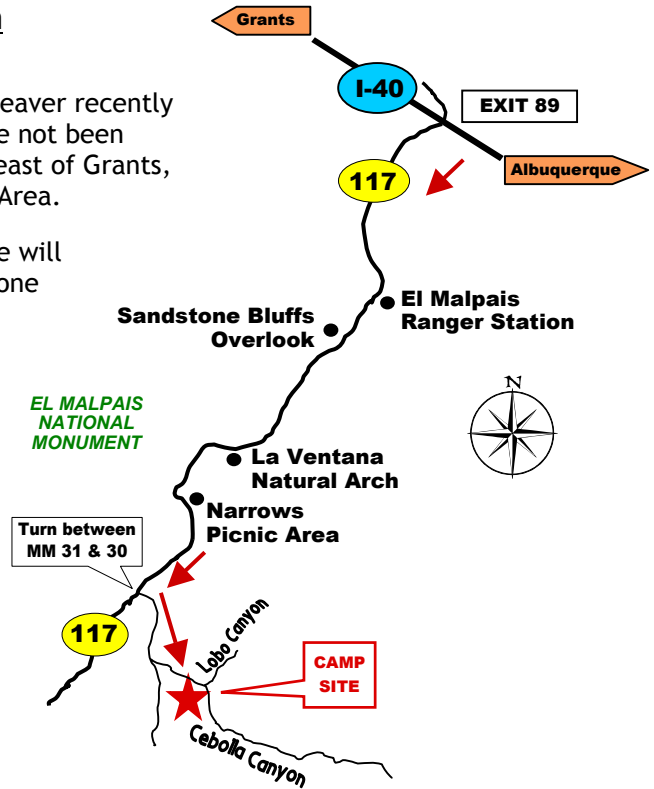 Grants
I-40
EXIT 89
eaver recently
e not been
east of Grants,
Area.
117
Albuquerque
e will
one
El Malpais
Ranger Station
Sandstone Bluffs
Overlook
N
EL MALPAIS
NATIONAL
MONUMENT
La Ventana
Natural Arch
Narrows
Picnic Area
Turn between
MM 31 & 30
117
Lobo Canyon
CAMP
SITE
Cebolla Canyon